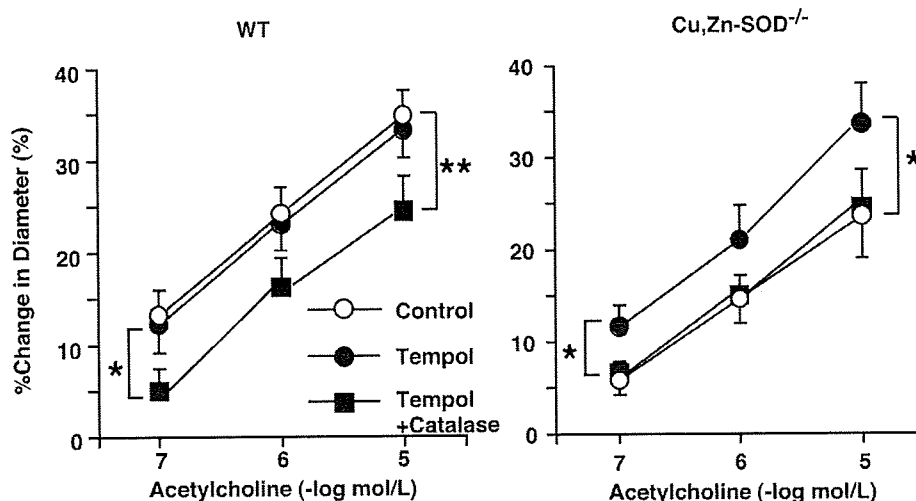 WT
Cu,Zn-SOD-/-
%Change in Diameter (%)
40
30
20
10
0
**
*
Control
Tempol
Tempol
+Catalase
7
6
5
Acetylcholine (-log mol/L)
40
30
20
10
0
*
*
7
6
5
Acetylcholine (-log mol/L)